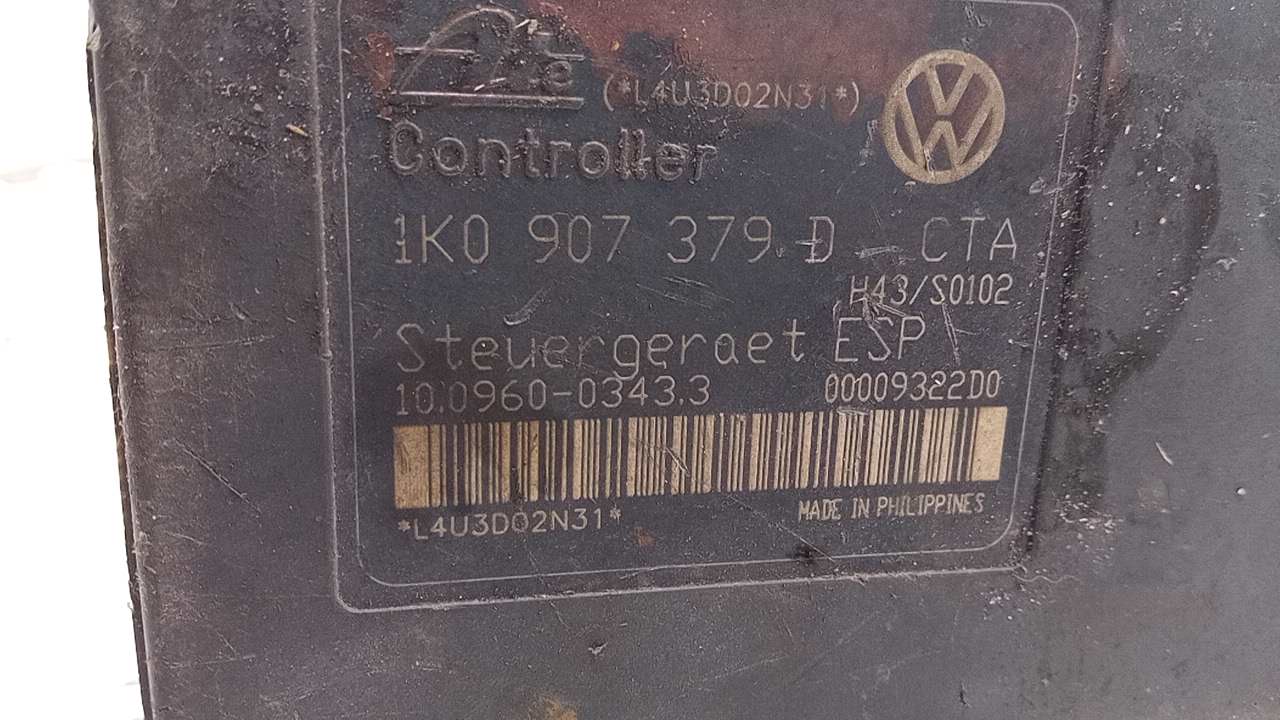 ate (*L4U3D02N31*)
Controller
1K0 907 379 D CTA
H43/S0102
Steuergeraet ESP
10.0960-0343.3 00009322D0
*L4U3D02N31* MADE IN PHILIPPINES